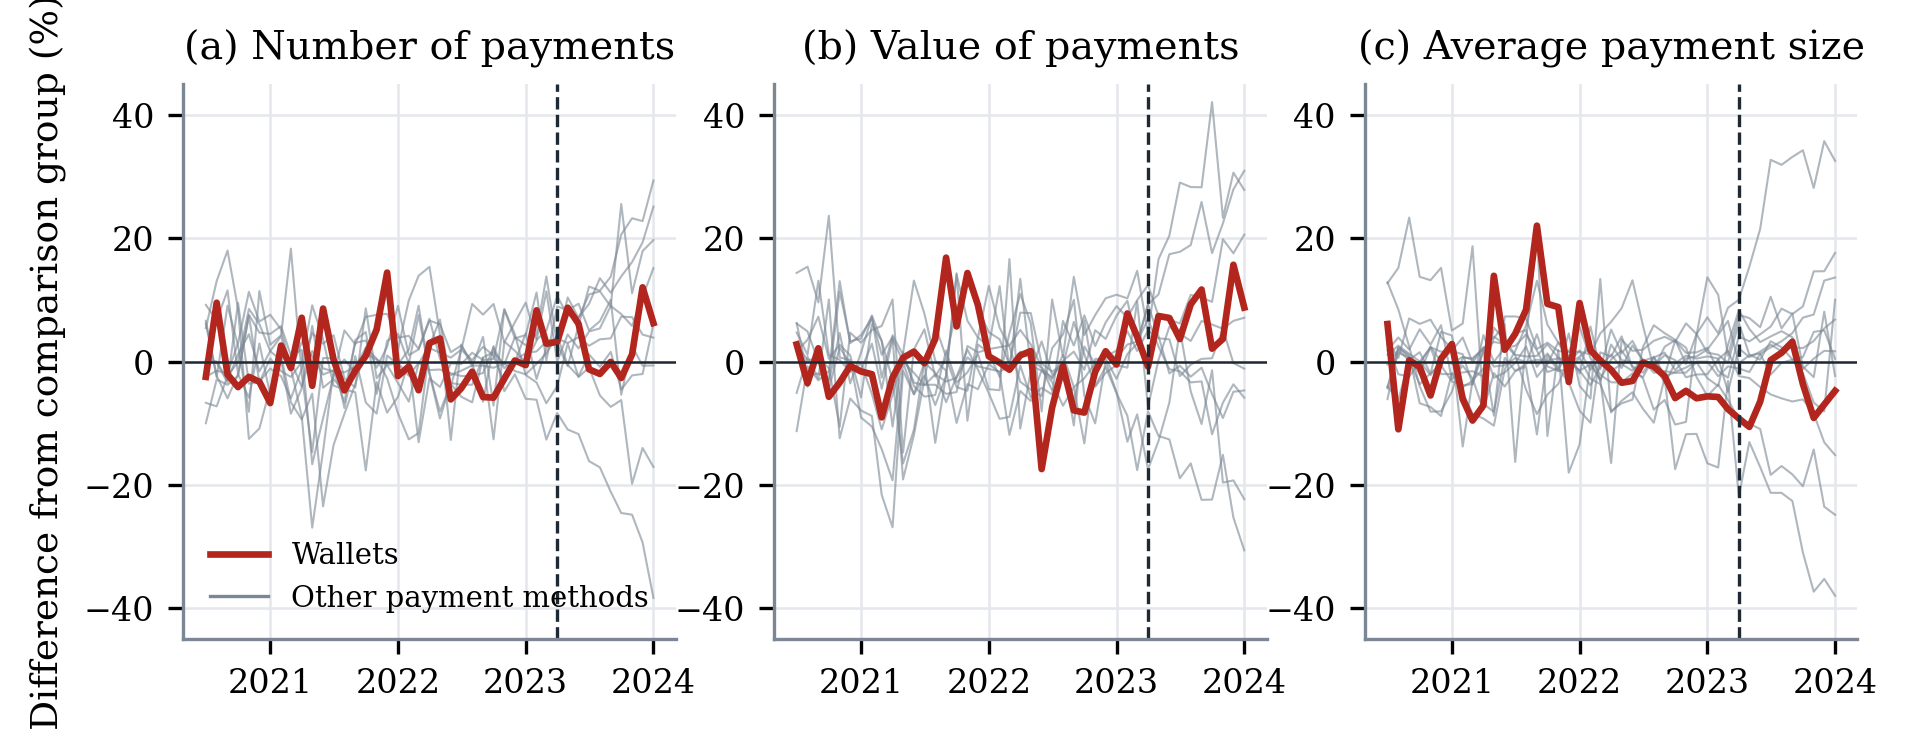 Difference from comparison group (%)
(a) Number of payments
40
20
0
−20
−40
2021 2022 2023 2024
Wallets
Other payment methods
(b) Value of payments
40
20
0
−20
−40
2021 2022 2023 2024
(c) Average payment size
40
20
0
−20
−40
2021 2022 2023 2024